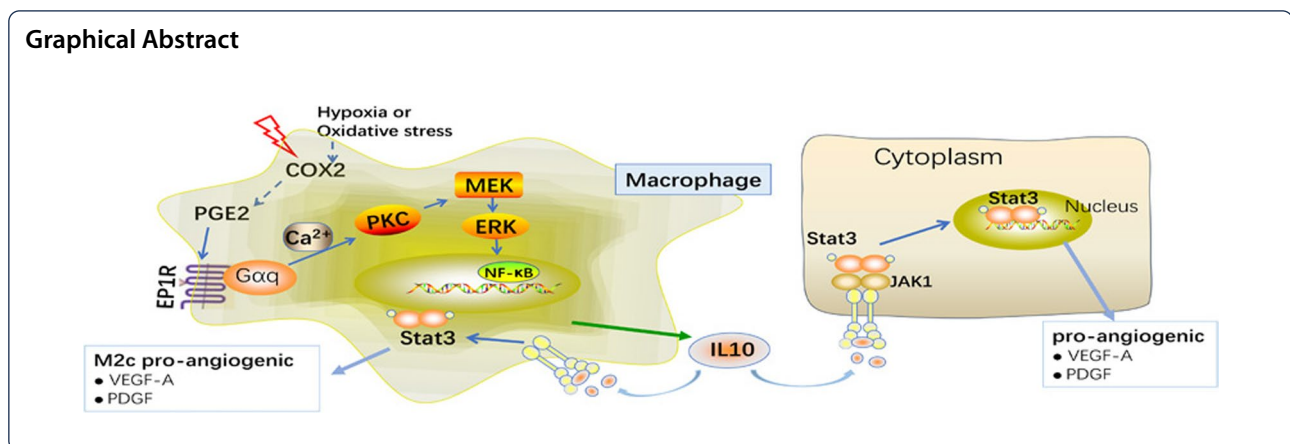 Graphical Abstract
Hypoxia or
Oxidative stress
COX2
PGE2
Ca²⁺
PKC
MEK
ERK
NF-κB
EP1R
Gαq
Stat3
Macrophage
M2c pro-angiogenic
● VEGF-A
● PDGF
IL10
Cytoplasm
Stat3
Nucleus
Stat3
JAK1
pro-angiogenic
● VEGF-A
● PDGF